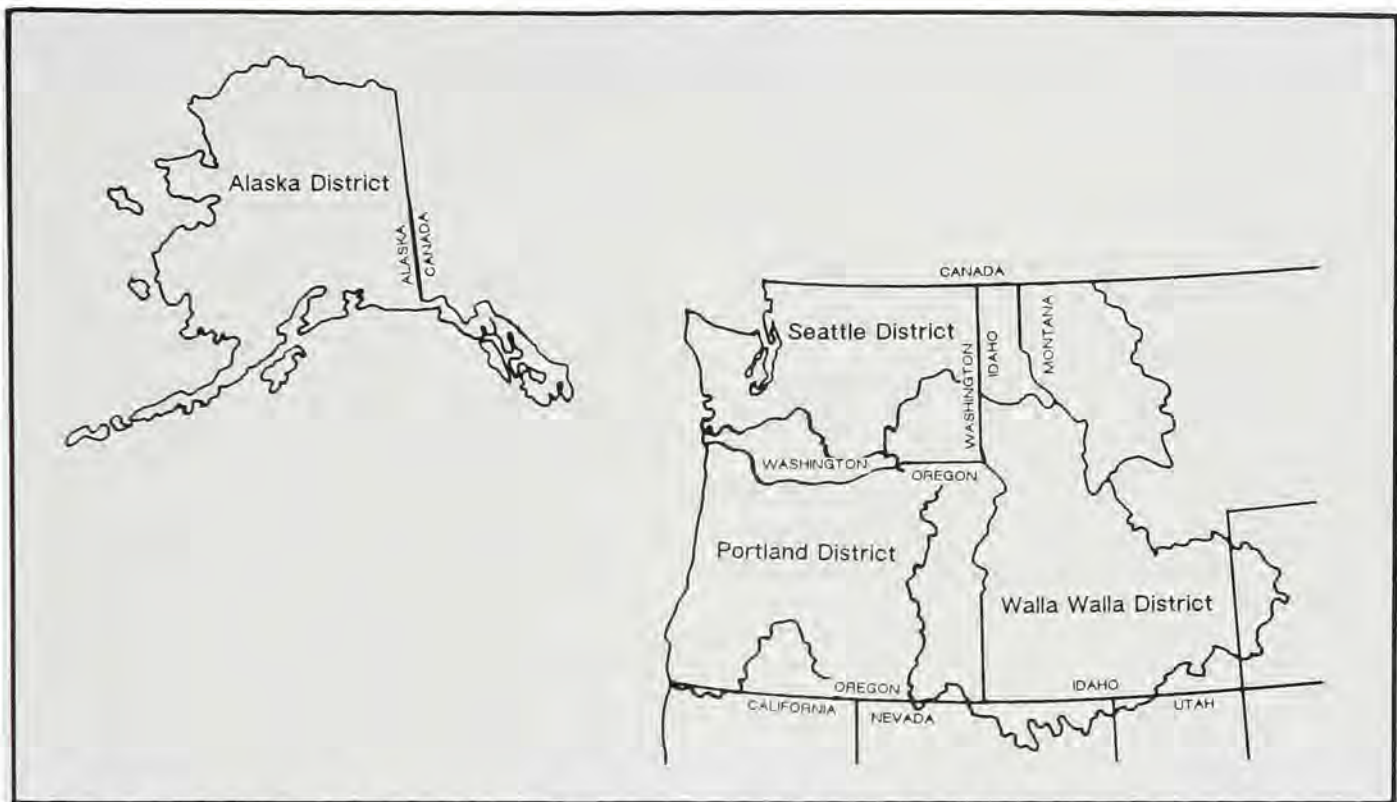 Alaska District
ALASKA
CANADA
CANADA
Seattle District
WASHINGTON
IDAHO
MONTANA
WASHINGTON
OREGON
Portland District
Walla Walla District
OREGON
IDAHO
CALIFORNIA
NEVADA
UTAH